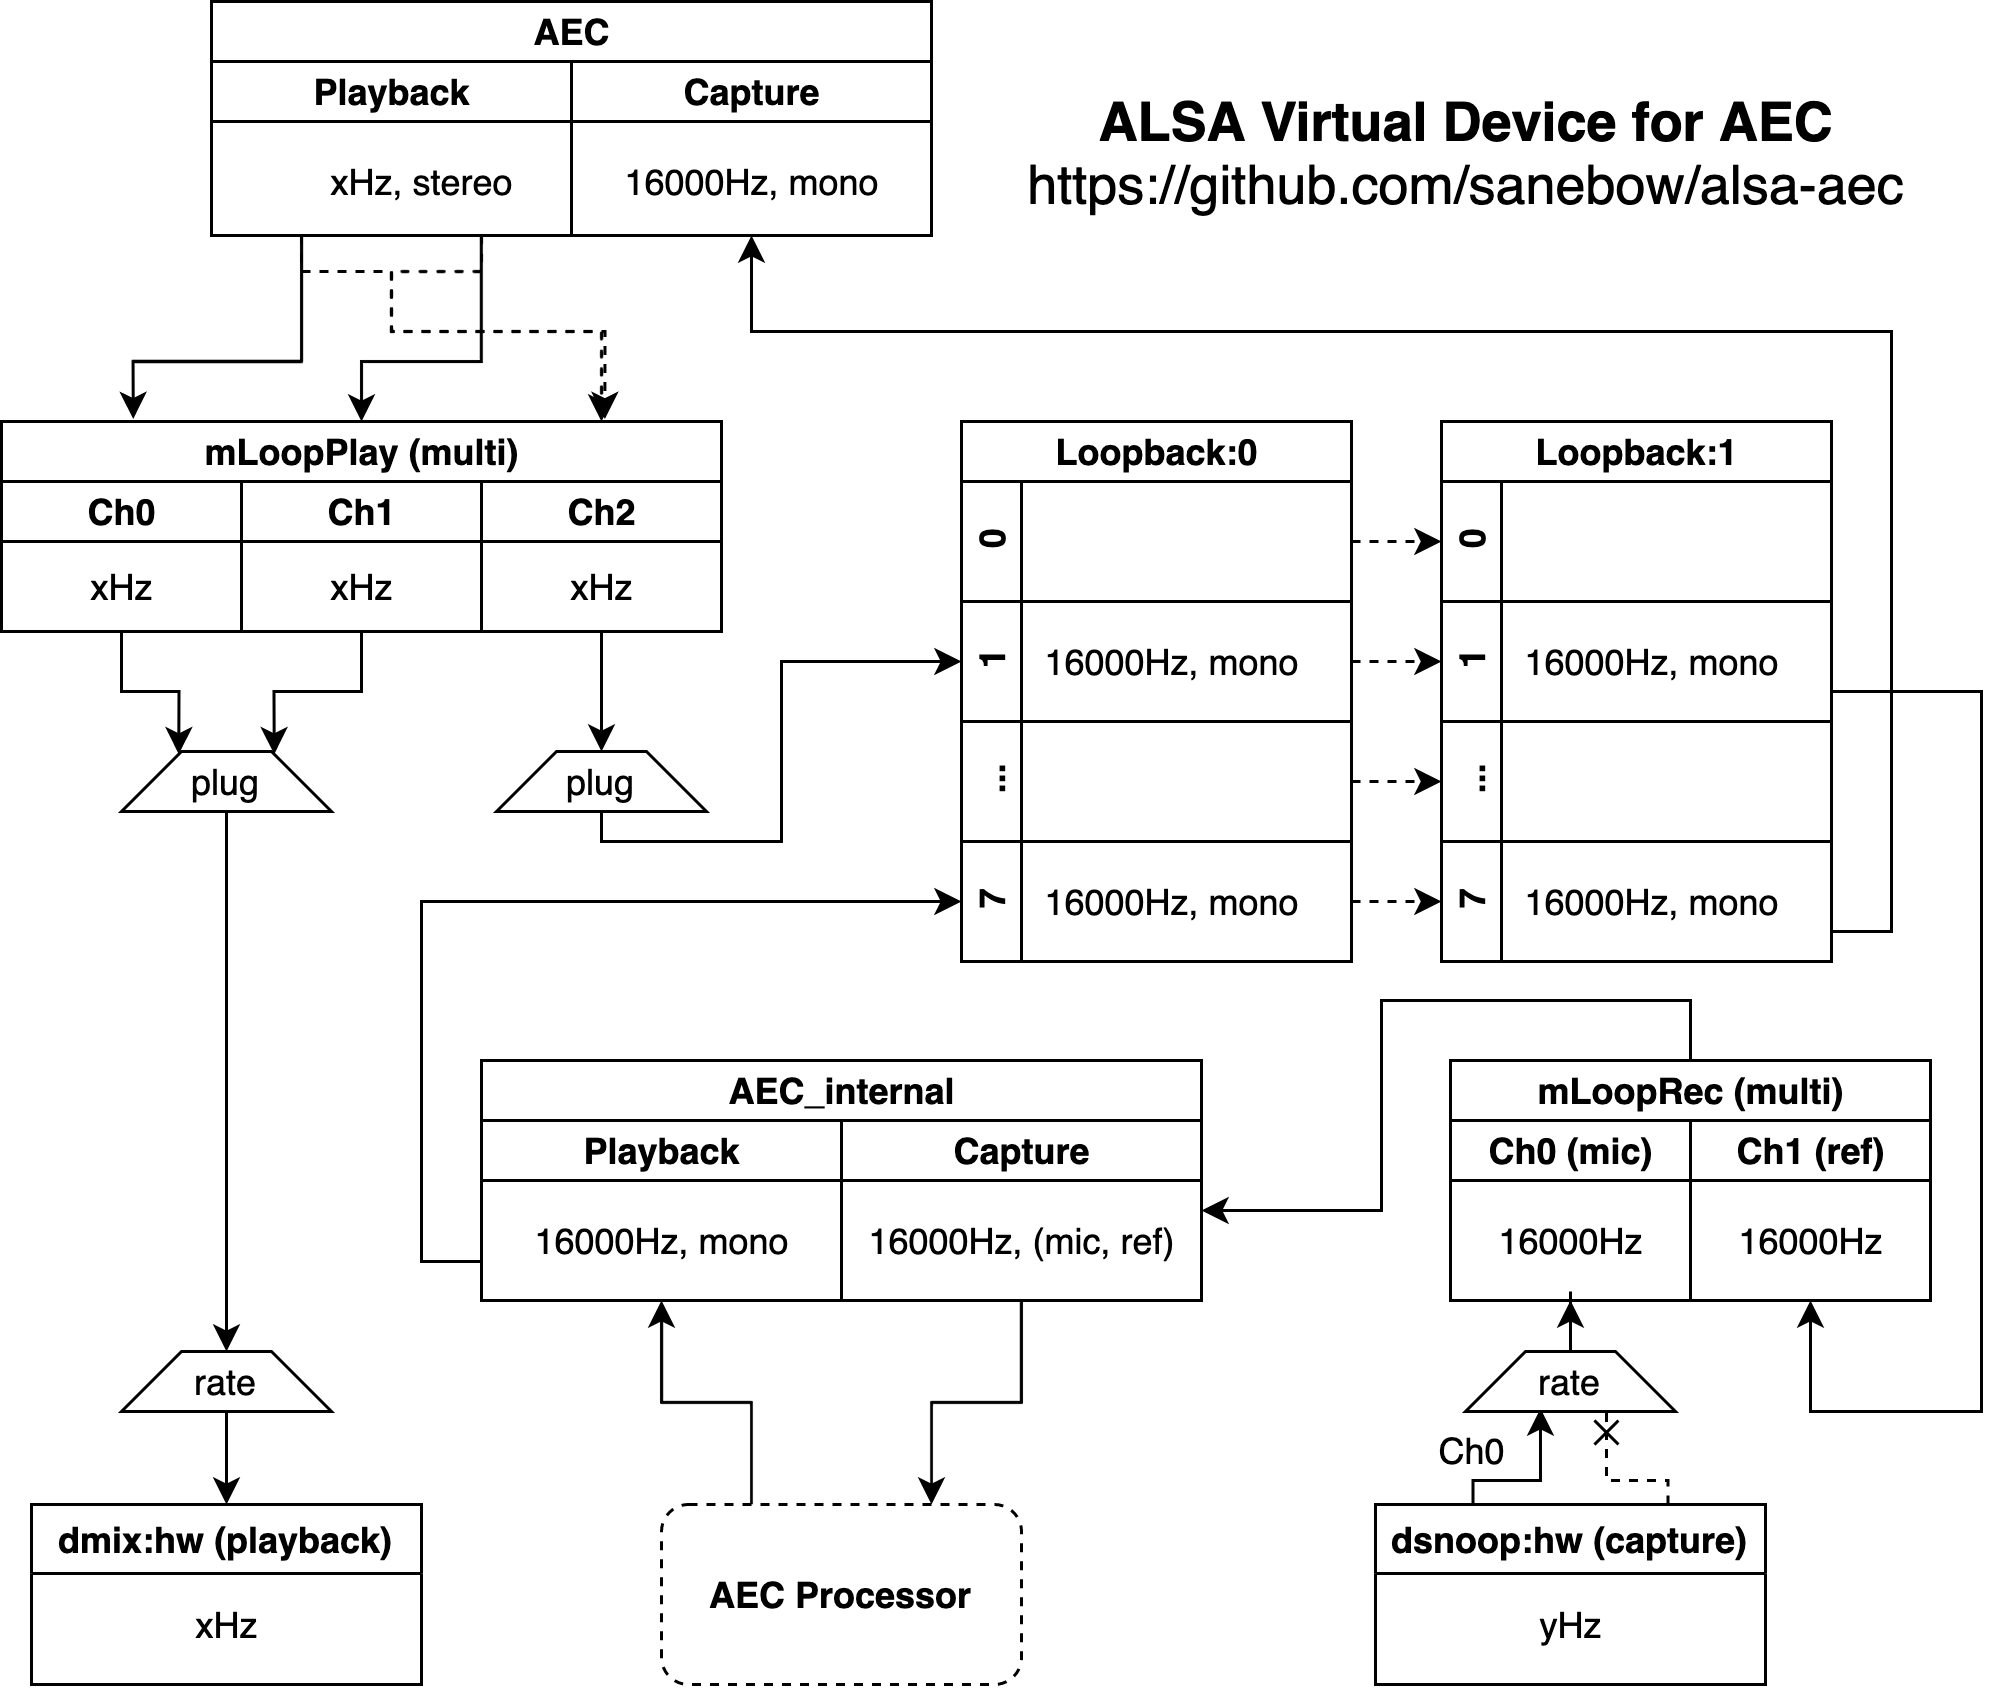 AEC
Playback
Capture
xHz, stereo
16000Hz, mono
ALSA Virtual Device for AEC
https://github.com/sanebow/alsa-aec
mLoopPlay (multi)
Ch0
Ch1
Ch2
xHz
xHz
xHz
plug
plug
Loopback:0
0
1
16000Hz, mono
...
7
16000Hz, mono
Loopback:1
0
1
16000Hz, mono
...
7
16000Hz, mono
AEC_internal
Playback
Capture
16000Hz, mono
16000Hz, (mic, ref)
mLoopRec (multi)
Ch0 (mic)
Ch1 (ref)
16000Hz
16000Hz
rate
rate
Ch0
dmix:hw (playback)
xHz
AEC Processor
dsnoop:hw (capture)
yHz